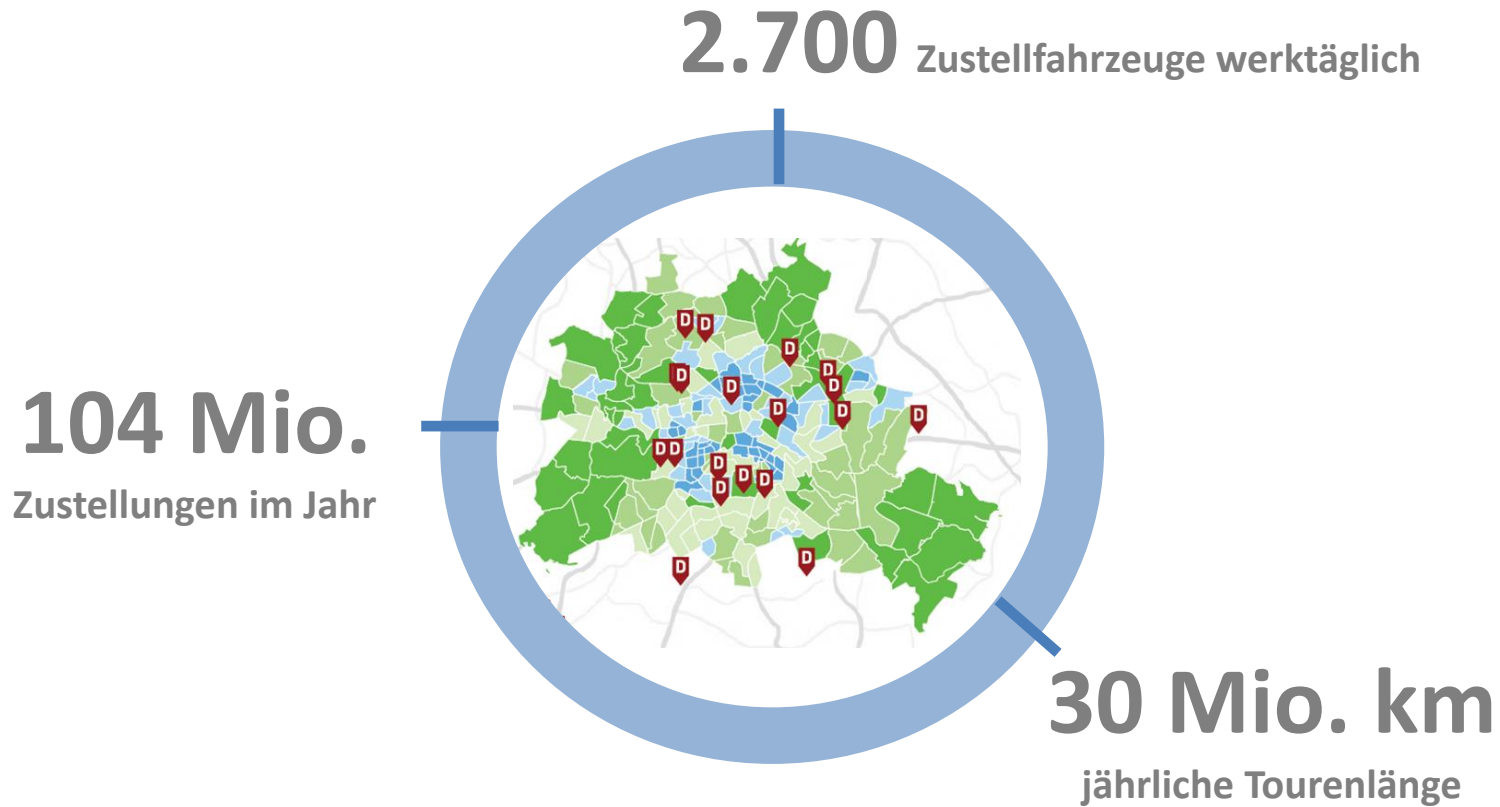 2.700 Zustellfahrzeuge werktäglich
D D
D
D D
D
D
D
D D
D
D D
D
D D
D
D
D
104 Mio.
Zustellungen im Jahr
30 Mio. km
jährliche Tourenlänge